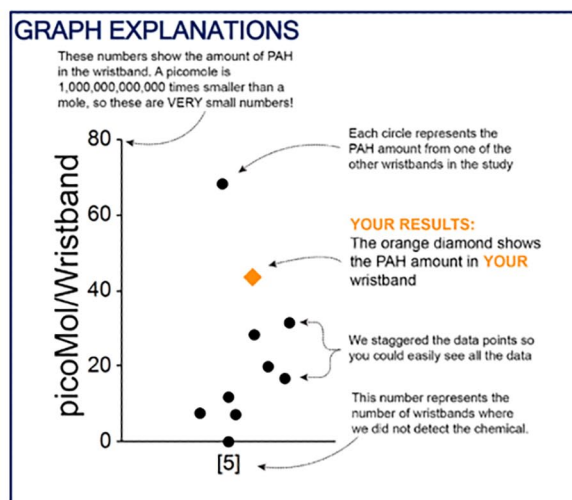 GRAPH EXPLANATIONS
These numbers show the amount of PAH
in the wristband. A picomole is
1,000,000,000,000 times smaller than a
mole, so these are VERY small numbers!
80
60
40
20
0
picoMol/Wristband
Each circle represents the
PAH amount from one of the
other wristbands in the study
YOUR RESULTS:
The orange diamond shows
the PAH amount in YOUR
wristband
We staggered the data points so
you could easily see all the data
This number represents the
number of wristbands where
we did not detect the chemical.
[5]